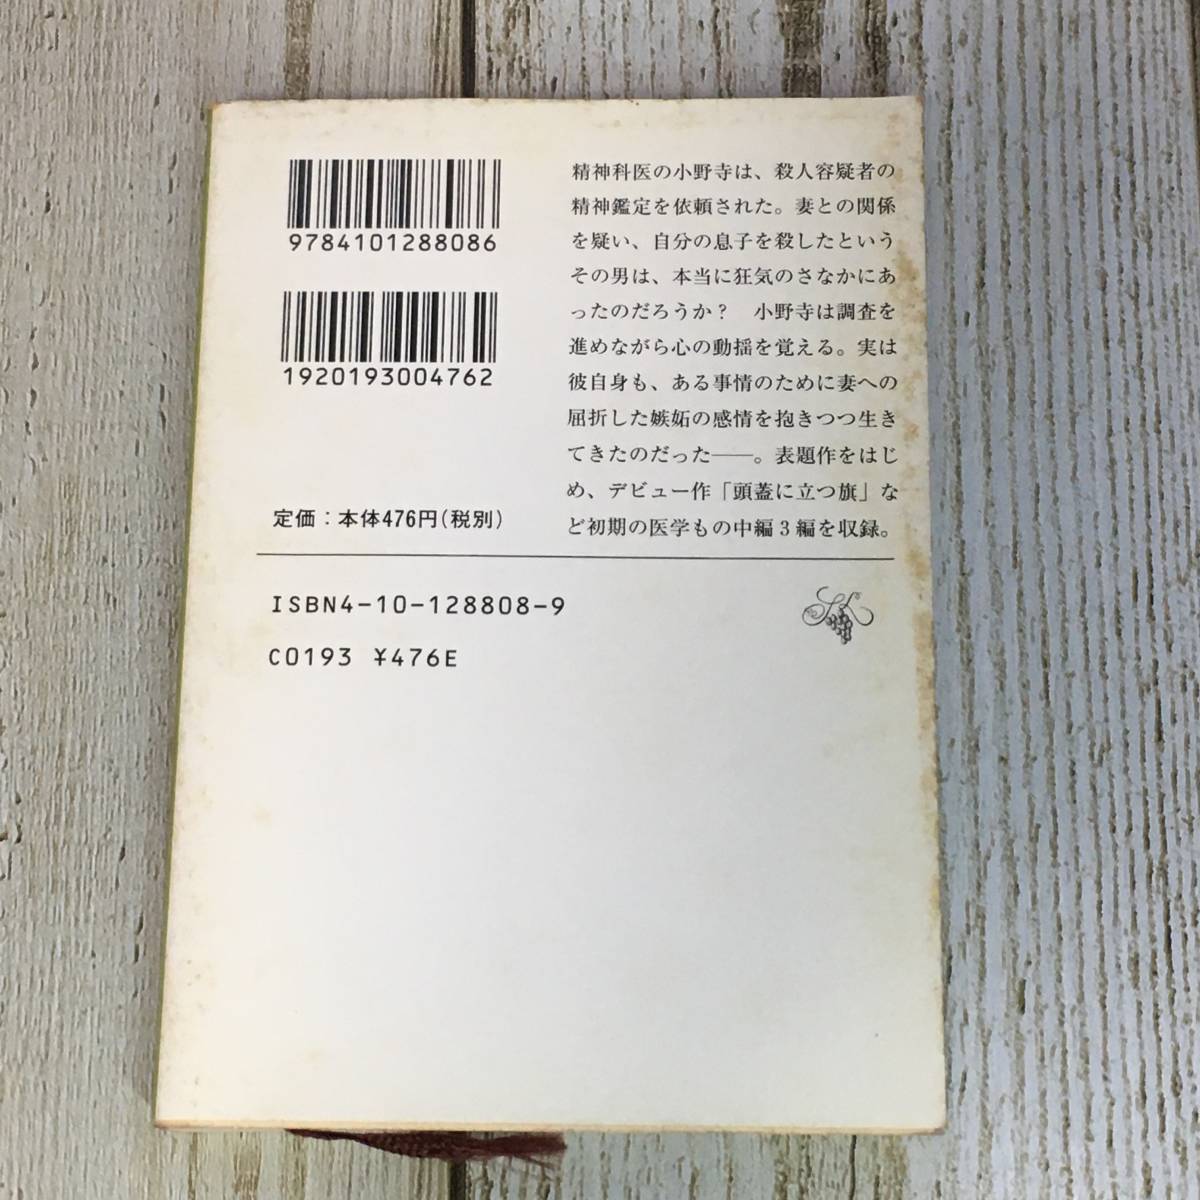 9784101288086
1920193004762
定価：本体476円（税別）
精神科医の小野寺は、殺人容疑者の
精神鑑定を依頼された。妻との関係
を疑い、自分の息子を殺したという
その男は、本当に狂気のさなかにあ
ったのだろうか？　小野寺は調査を
進めながら心の動揺を覚える。実は
彼自身も、ある事情のために妻への
屈折した嫉妬の感情を抱きつつ生き
てきたのだった――。表題作をはじ
め、デビュー作「頭蓋に立つ旗」な
ど初期の医学もの中編３編を収録。
ISBN4-10-128808-9
C0193 ¥476E